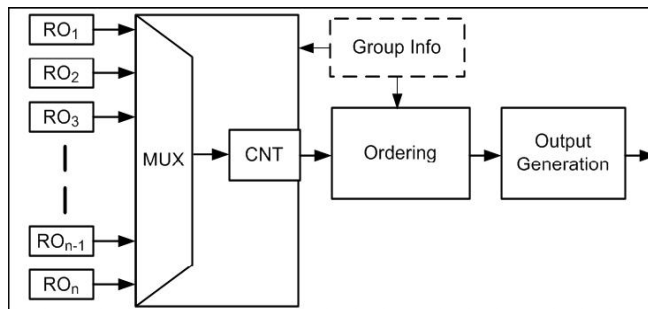 RO1
RO2
RO3
ROn-1
ROn
MUX
CNT
Group Info
Ordering
Output
Generation